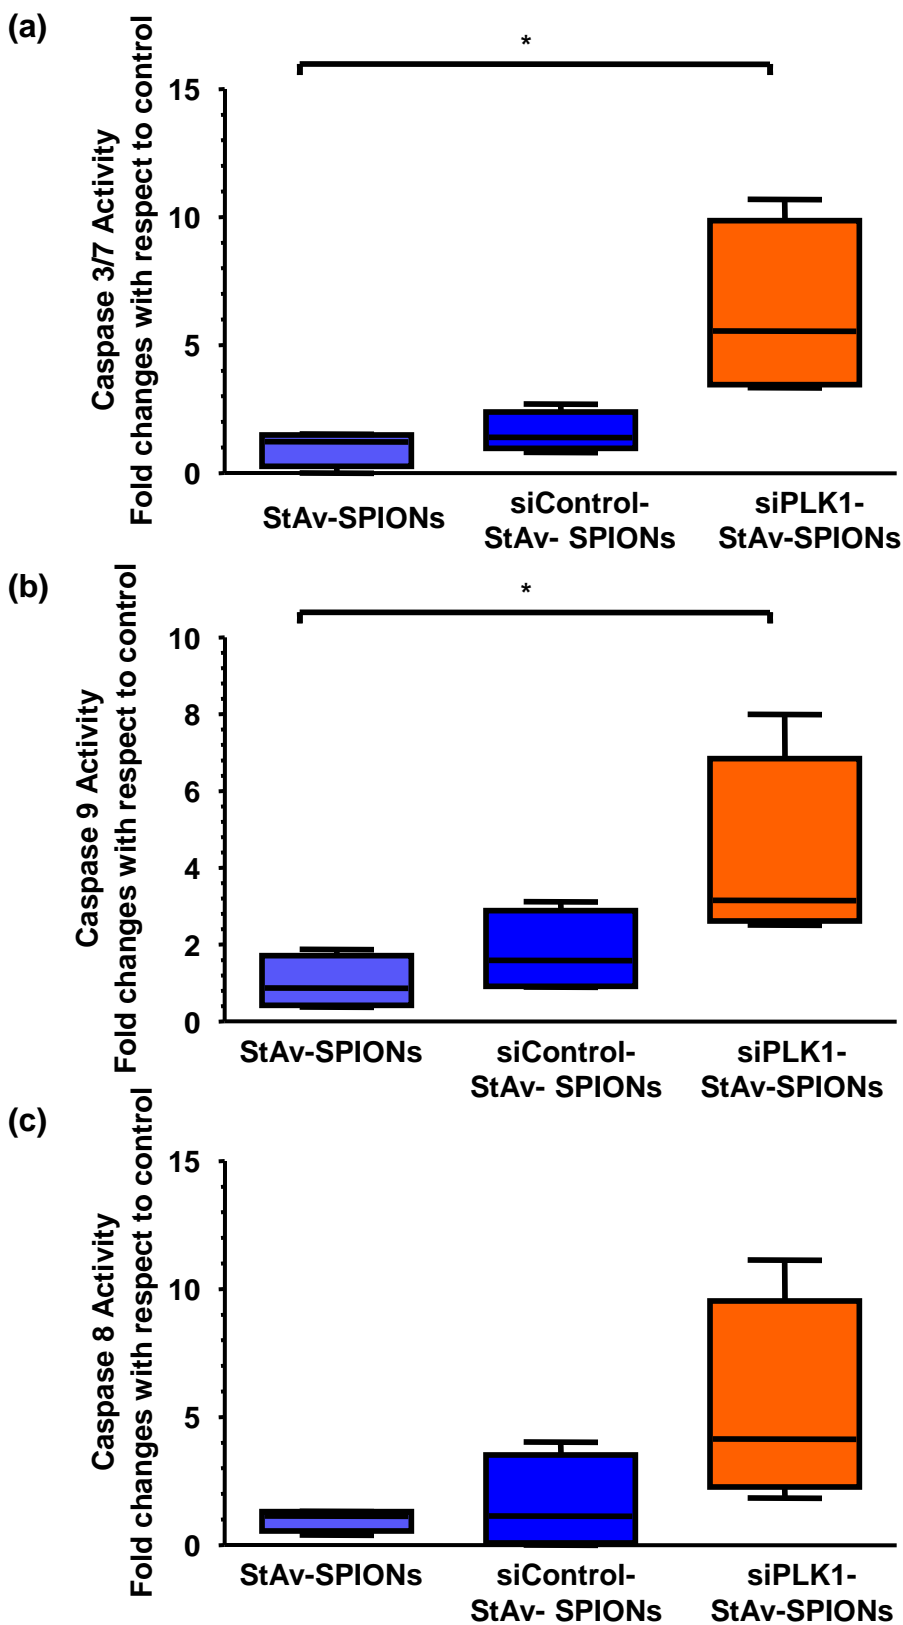 (a)
*
Caspase 3/7 Activity
Fold changes with respect to control
15
10
5
0
StAv-SPIONs
siControl-
StAv- SPIONs
siPLK1-
StAv-SPIONs
(b)
*
Caspase 9 Activity
Fold changes with respect to control
10
8
6
4
2
0
StAv-SPIONs
siControl-
StAv- SPIONs
siPLK1-
StAv-SPIONs
(c)
Caspase 8 Activity
Fold changes with respect to control
15
10
5
0
StAv-SPIONs
siControl-
StAv- SPIONs
siPLK1-
StAv-SPIONs